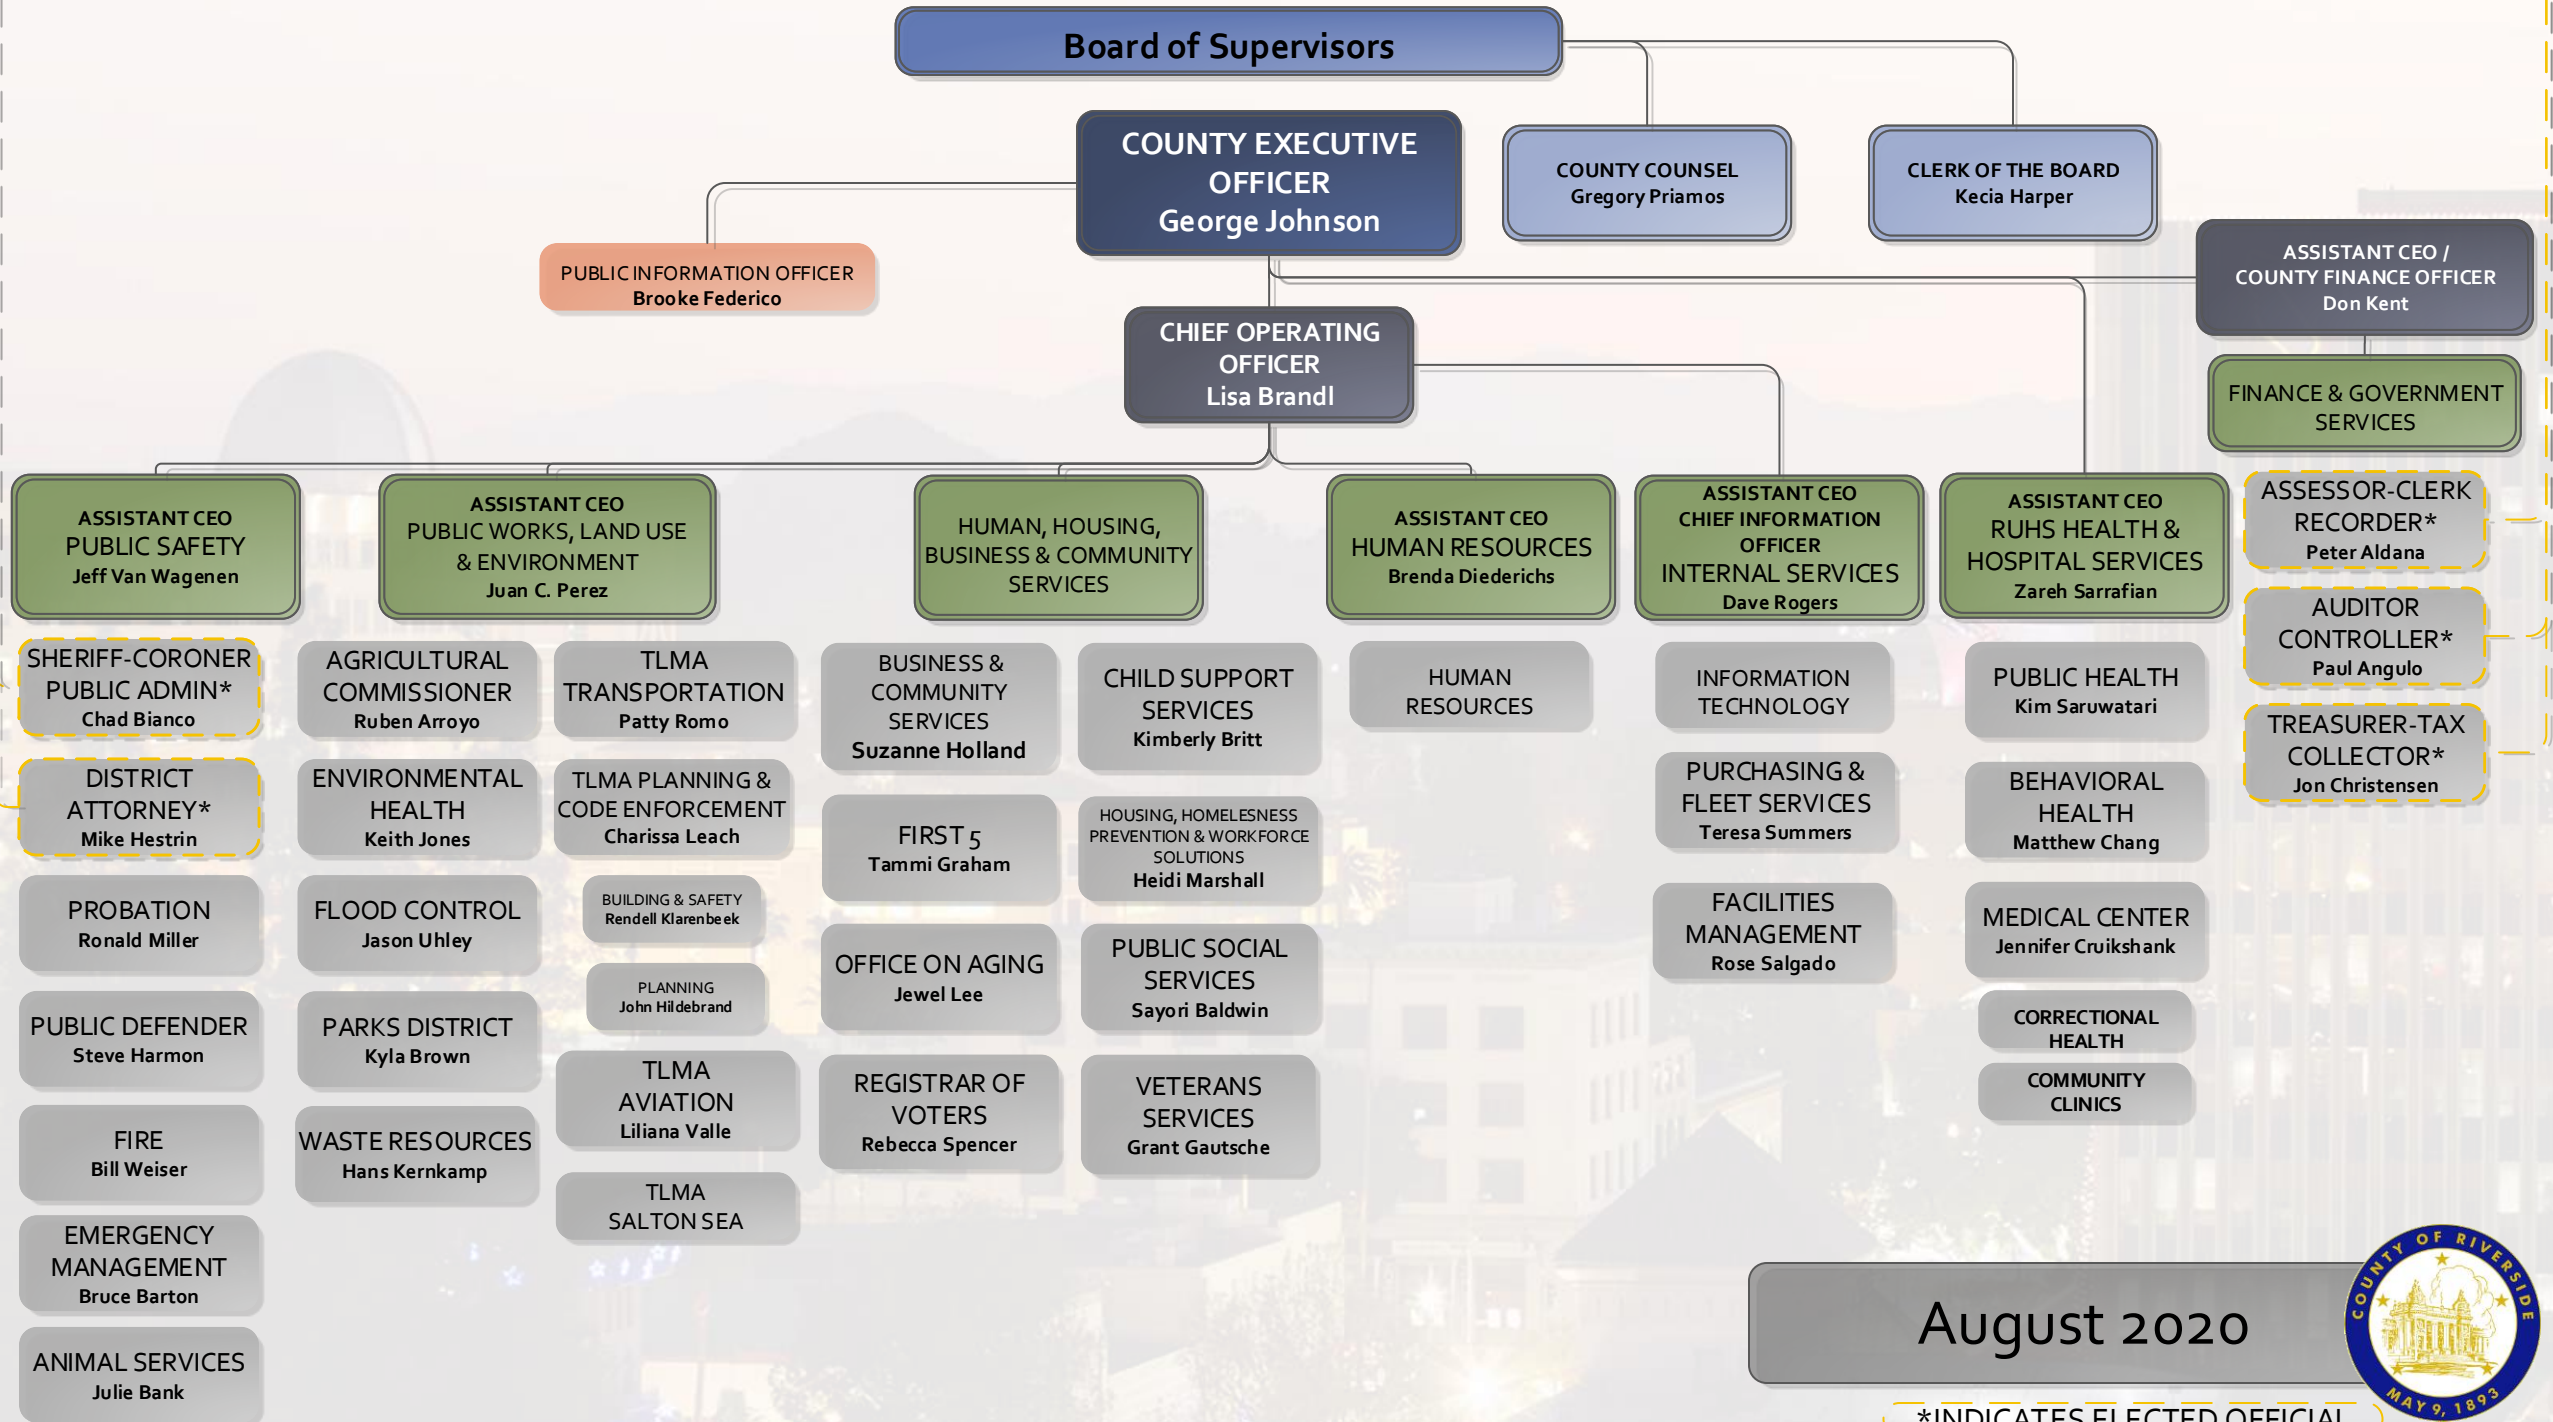 Board of Supervisors
COUNTY EXECUTIVE
OFFICER
George Johnson
COUNTY COUNSEL
Gregory Priamos
CLERK OF THE BOARD
Kecia Harper
PUBLIC INFORMATION OFFICER
Brooke Federico
ASSISTANT CEO /
COUNTY FINANCE OFFICER
Don Kent
CHIEF OPERATING
OFFICER
Lisa Brandl
FINANCE & GOVERNMENT
SERVICES
ASSISTANT CEO
PUBLIC SAFETY
Jeff Van Wagenen
ASSISTANT CEO
PUBLIC WORKS, LAND USE
& ENVIRONMENT
Juan C. Perez
HUMAN, HOUSING,
BUSINESS & COMMUNITY
SERVICES
ASSISTANT CEO
HUMAN RESOURCES
Brenda Diederichs
ASSISTANT CEO
CHIEF INFORMATION
OFFICER
INTERNAL SERVICES
Dave Rogers
ASSISTANT CEO
RUHS HEALTH &
HOSPITAL SERVICES
Zareh Sarrafian
ASSESSOR-CLERK
RECORDER*
Peter Aldana
AUDITOR
CONTROLLER*
Paul Angulo
TREASURER-TAX
COLLECTOR*
Jon Christensen
SHERIFF-CORONER
PUBLIC ADMIN*
Chad Bianco
DISTRICT
ATTORNEY*
Mike Hestrin
PROBATION
Ronald Miller
PUBLIC DEFENDER
Steve Harmon
FIRE
Bill Weiser
EMERGENCY
MANAGEMENT
Bruce Barton
ANIMAL SERVICES
Julie Bank
AGRICULTURAL
COMMISSIONER
Ruben Arroyo
ENVIRONMENTAL
HEALTH
Keith Jones
FLOOD CONTROL
Jason Uhley
PARKS DISTRICT
Kyla Brown
WASTE RESOURCES
Hans Kernkamp
TLMA
TRANSPORTATION
Patty Romo
TLMA PLANNING &
CODE ENFORCEMENT
Charissa Leach
BUILDING & SAFETY
Rendell Klarenbeek
PLANNING
John Hildebrand
TLMA
AVIATION
Liliana Valle
TLMA
SALTON SEA
BUSINESS &
COMMUNITY
SERVICES
Suzanne Holland
FIRST 5
Tammi Graham
OFFICE ON AGING
Jewel Lee
REGISTRAR OF
VOTERS
Rebecca Spencer
CHILD SUPPORT
SERVICES
Kimberly Britt
HOUSING, HOMELESNESS
PREVENTION & WORKFORCE
SOLUTIONS
Heidi Marshall
PUBLIC SOCIAL
SERVICES
Sayori Baldwin
VETERANS
SERVICES
Grant Gautsche
HUMAN
RESOURCES
INFORMATION
TECHNOLOGY
PURCHASING &
FLEET SERVICES
Teresa Summers
FACILITIES
MANAGEMENT
Rose Salgado
PUBLIC HEALTH
Kim Saruwatari
BEHAVIORAL
HEALTH
Matthew Chang
MEDICAL CENTER
Jennifer Cruikshank
CORRECTIONAL
HEALTH
COMMUNITY
CLINICS
August 2020
COUNTY OF RIVERSIDE
MAY 9, 1893
*INDICATES ELECTED OFFICIAL